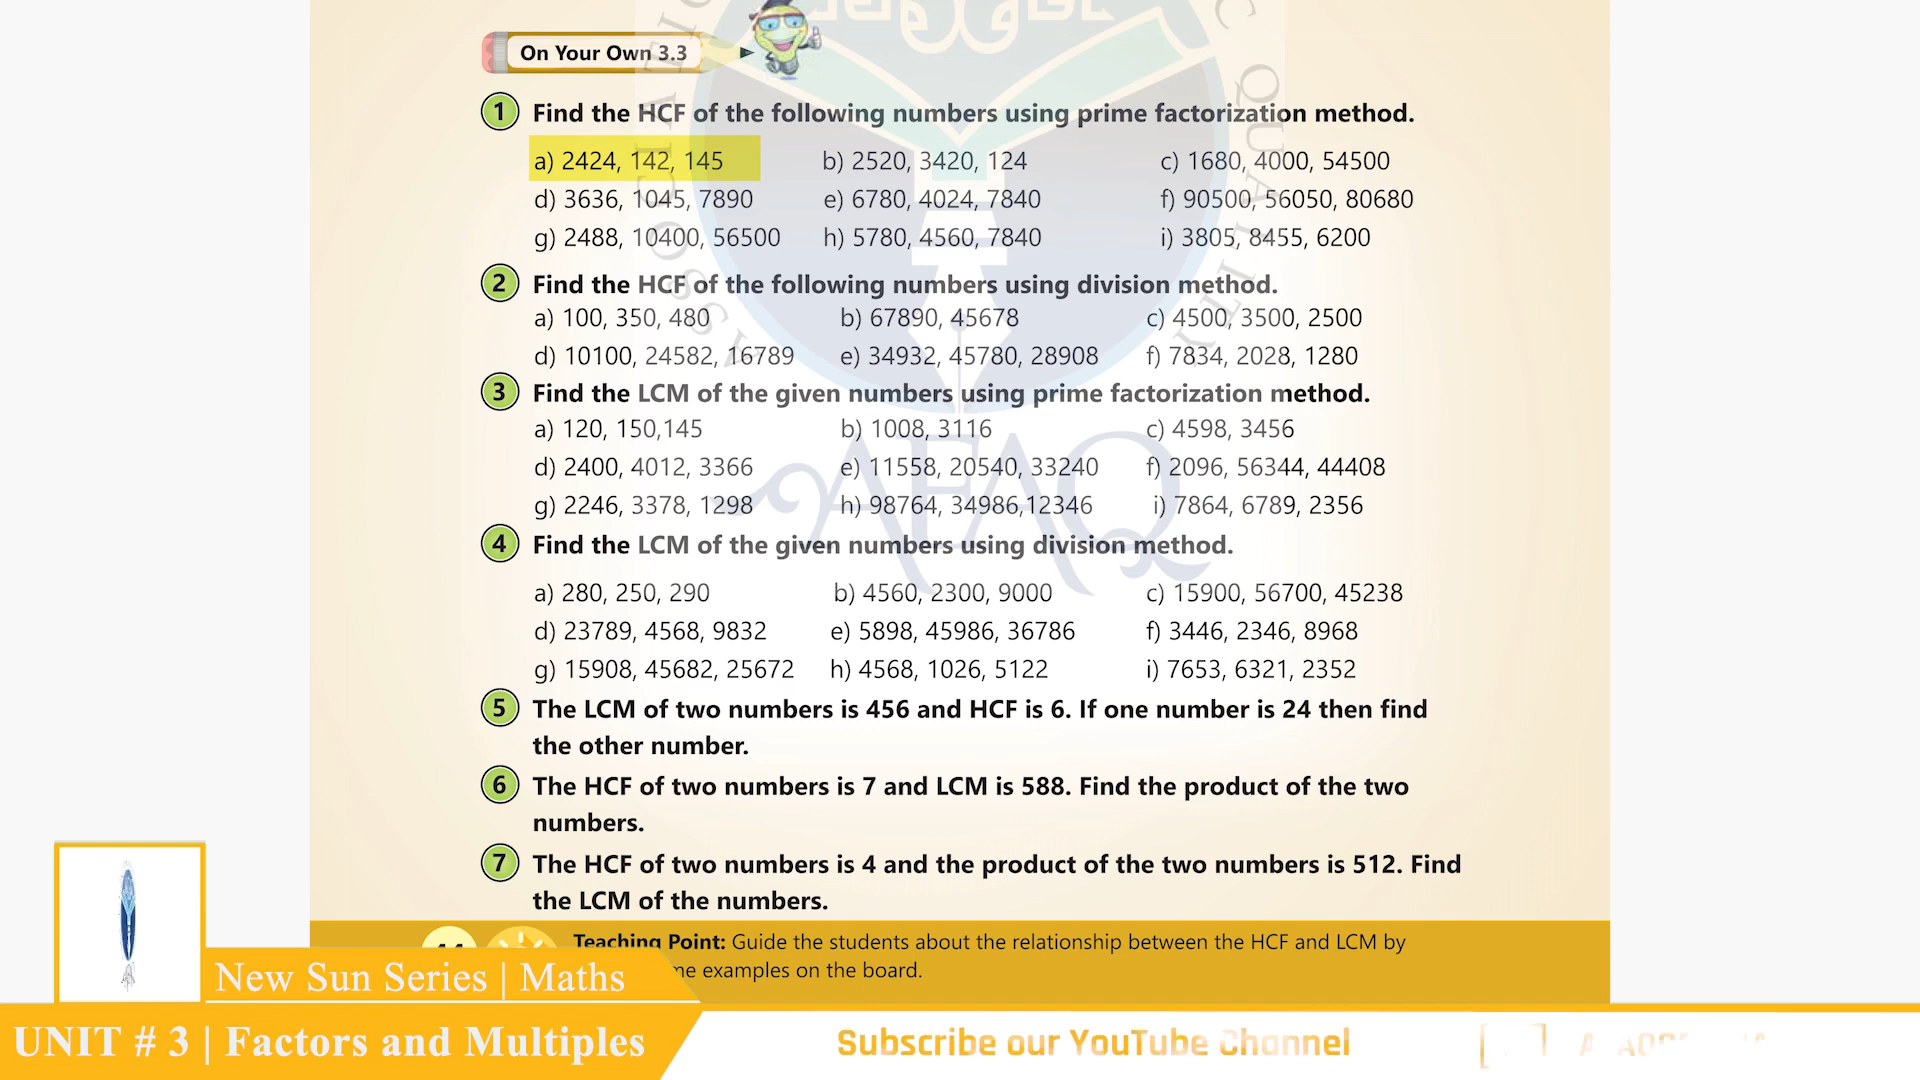 On Your Own 3.3
1 Find the HCF of the following numbers using prime factorization method.
a) 2424, 142, 145 b) 2520, 3420, 124 c) 1680, 4000, 54500
d) 3636, 1045, 7890 e) 6780, 4024, 7840 f) 90500, 56050, 80680
g) 2488, 10400, 56500 h) 5780, 4560, 7840 i) 3805, 8455, 6200
2 Find the HCF of the following numbers using division method.
a) 100, 350, 480 b) 67890, 45678 c) 4500, 3500, 2500
d) 10100, 24582, 16789 e) 34932, 45780, 28908 f) 7834, 2028, 1280
3 Find the LCM of the given numbers using prime factorization method.
a) 120, 150,145 b) 1008, 3116 c) 4598, 3456
d) 2400, 4012, 3366 e) 11558, 20540, 33240 f) 2096, 56344, 44408
g) 2246, 3378, 1298 h) 98764, 34986,12346 i) 7864, 6789, 2356
AFAQ
4 Find the LCM of the given numbers using division method.
a) 280, 250, 290 b) 4560, 2300, 9000 c) 15900, 56700, 45238
d) 23789, 4568, 9832 e) 5898, 45986, 36786 f) 3446, 2346, 8968
g) 15908, 45682, 25672 h) 4568, 1026, 5122 i) 7653, 6321, 2352
5 The LCM of two numbers is 456 and HCF is 6. If one number is 24 then find
the other number.
6 The HCF of two numbers is 7 and LCM is 588. Find the product of the two
numbers.
7 The HCF of two numbers is 4 and the product of the two numbers is 512. Find
the LCM of the numbers.
Teaching Point: Guide the students about the relationship between the HCF and LCM by
examples on the board.
New Sun Series | Maths
UNIT # 3 | Factors and Multiples
Subscribe our YouTube Channel